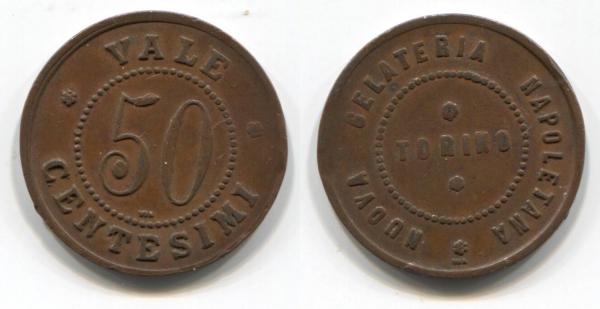 VALE
50
CENTESIMI
NUOVA GELATERIA NAPOLETANA
TORINO